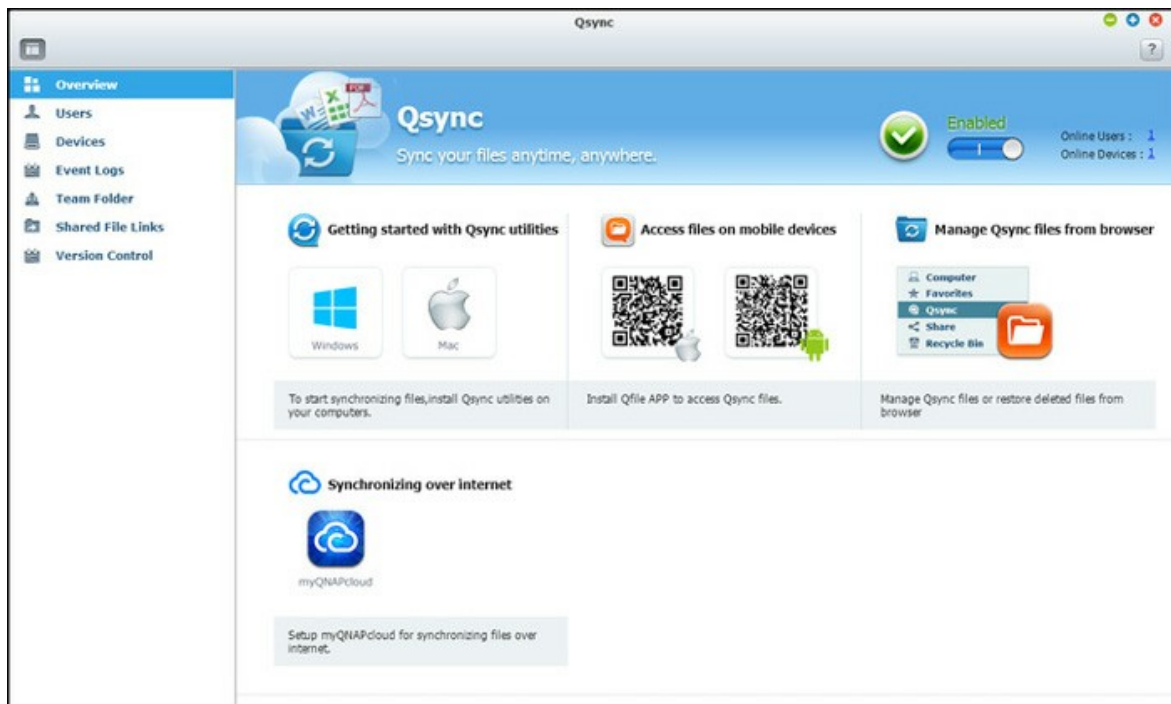 Qsync
?
Overview
Users
Devices
Event Logs
Team Folder
Shared File Links
Version Control
W
X
PDF
Qsync
Sync your files anytime, anywhere.
Enabled
Online Users : 1
Online Devices : 1
Getting started with Qsync utilities
Windows
Mac
To start synchronizing files,install Qsync utilities on
your computers.
Access files on mobile devices
Install Qfile APP to access Qsync files.
Manage Qsync files from browser
Computer
Favorites
Qsync
Share
Recycle Bin
Manage Qsync files or restore deleted files from
browser
Synchronizing over internet
myQNAPcloud
Setup myQNAPcloud for synchronizing files over
internet.